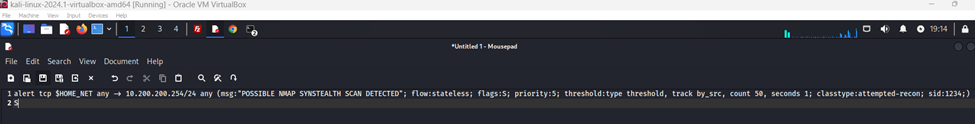 kali-linux-2024.1-virtualbox-amd64 [Running] - Oracle VM VirtualBox
File Machine View Input Devices Help
1 2 3 4
2
19:14
*Untitled 1 - Mousepad
File Edit Search View Document Help
1 alert tcp $HOME_NET any → 10.200.200.254/24 any (msg:"POSSIBLE NMAP SYNSTEALTH SCAN DETECTED"; flow:stateless; flags:S; priority:5; threshold:type threshold, track by_src, count 50, seconds 1; classtype:attempted-recon; sid:1234;)
2 5